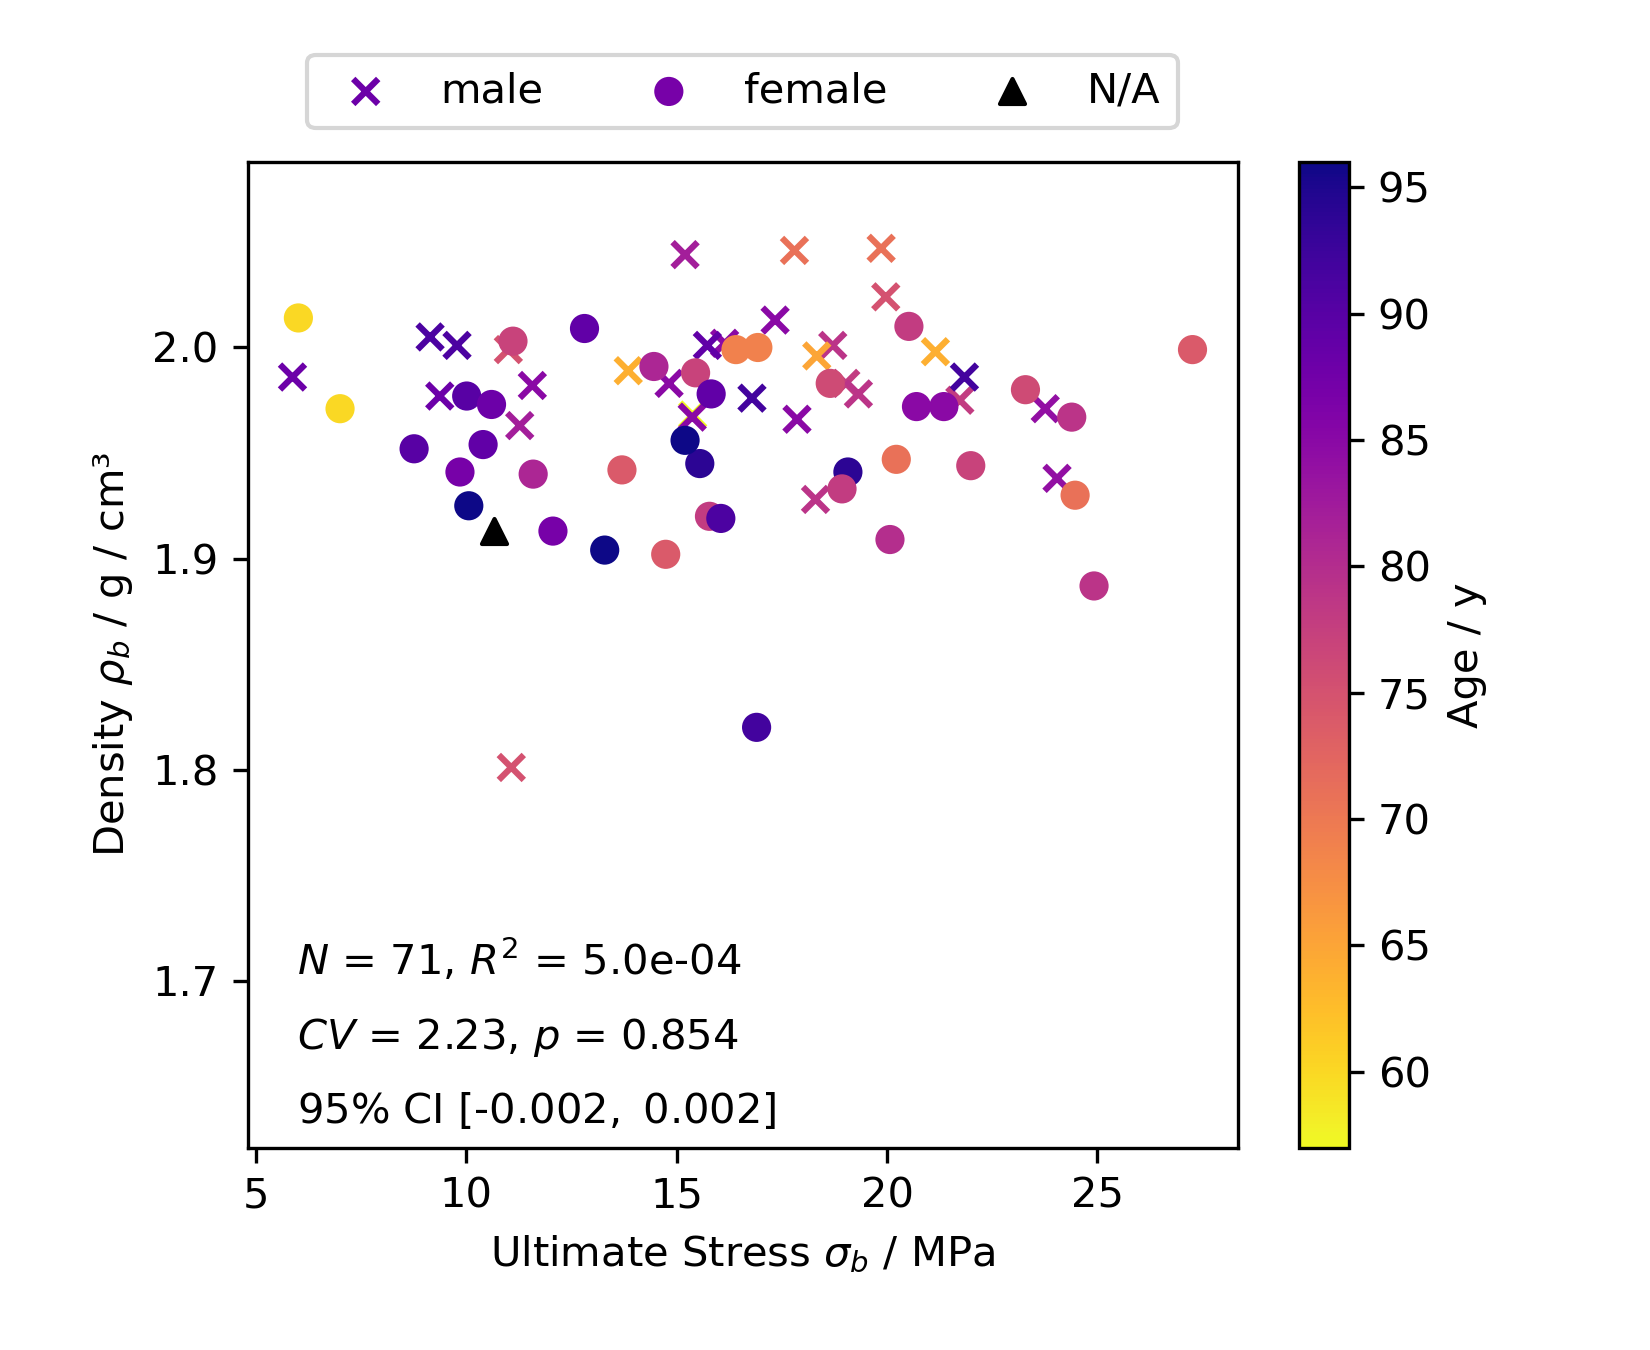 male female N/A
2.0
1.9
1.8
1.7
Density ρb / g / cm³
N = 71, R² = 5.0e-04
CV = 2.23, p = 0.854
95% CI [-0.002, 0.002]
5 10 15 20 25
Ultimate Stress σb / MPa
95
90
85
80
75
70
65
60
Age / y